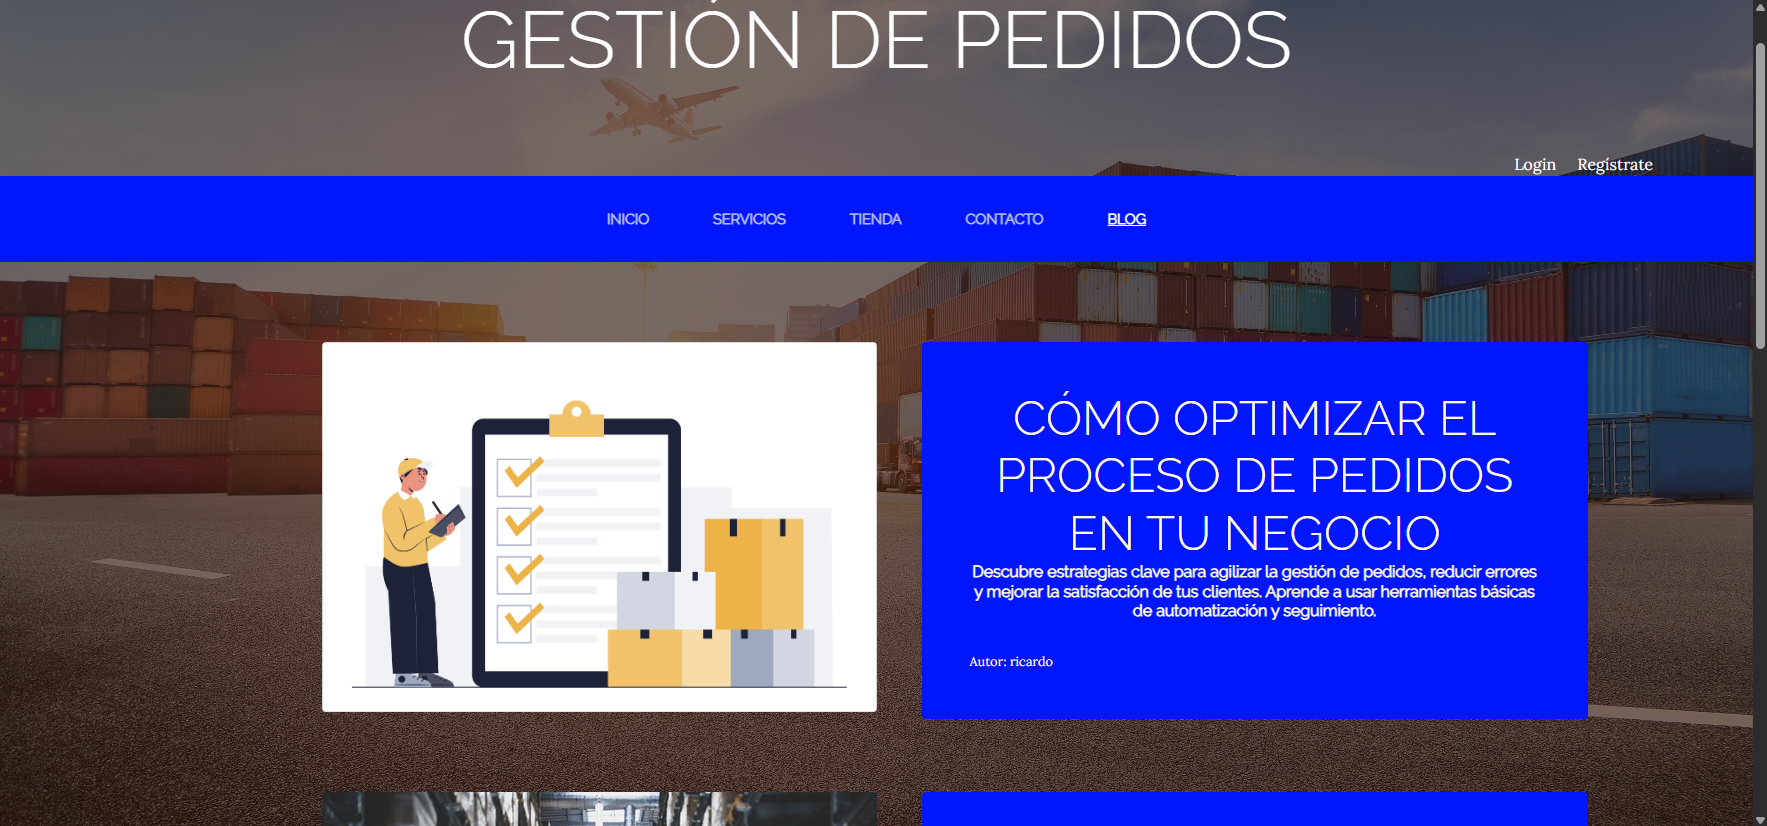 GESTIÓN DE PEDIDOS
Login Regístrate
INICIO SERVICIOS TIENDA CONTACTO BLOG
CÓMO OPTIMIZAR EL
PROCESO DE PEDIDOS
EN TU NEGOCIO
Descubre estrategias clave para agilizar la gestión de pedidos, reducir errores
y mejorar la satisfacción de tus clientes. Aprende a usar herramientas básicas
de automatización y seguimiento.
Autor: ricardo